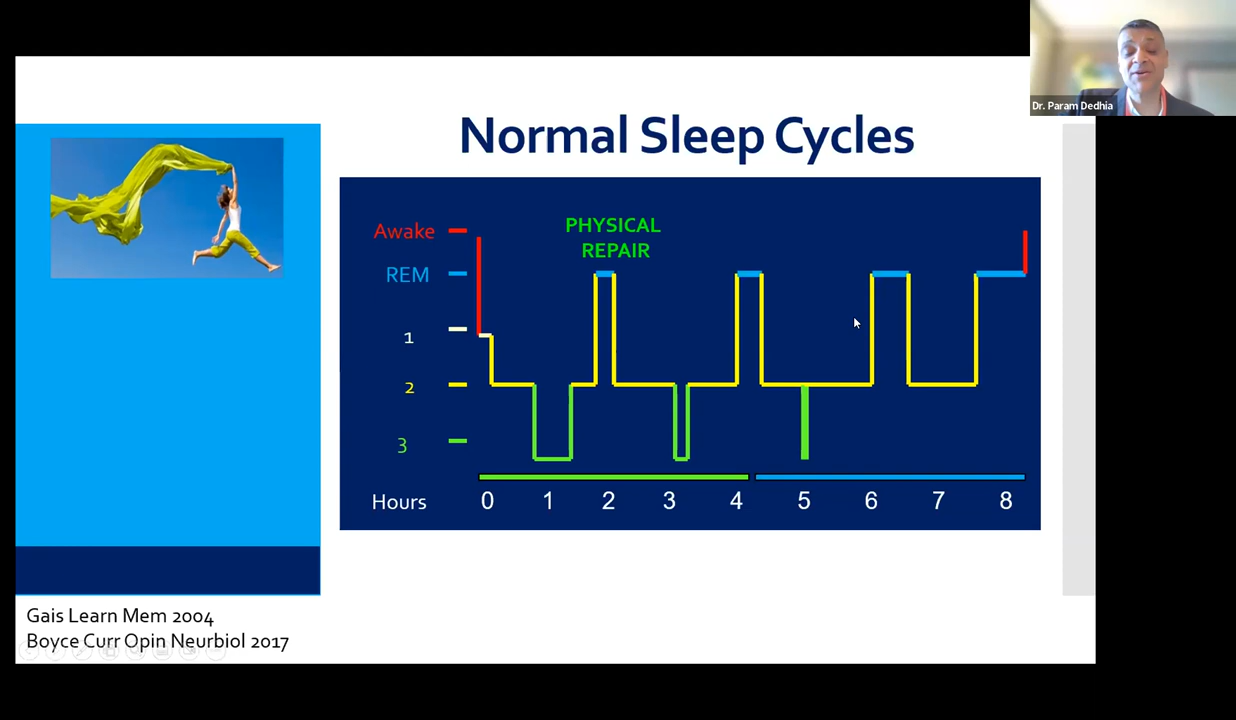 Dr. Param Dedhia
Normal Sleep Cycles
PHYSICAL
REPAIR
Awake
REM
1
2
3
Hours 0 1 2 3 4 5 6 7 8
Gais Learn Mem 2004
Boyce Curr Opin Neurbiol 2017